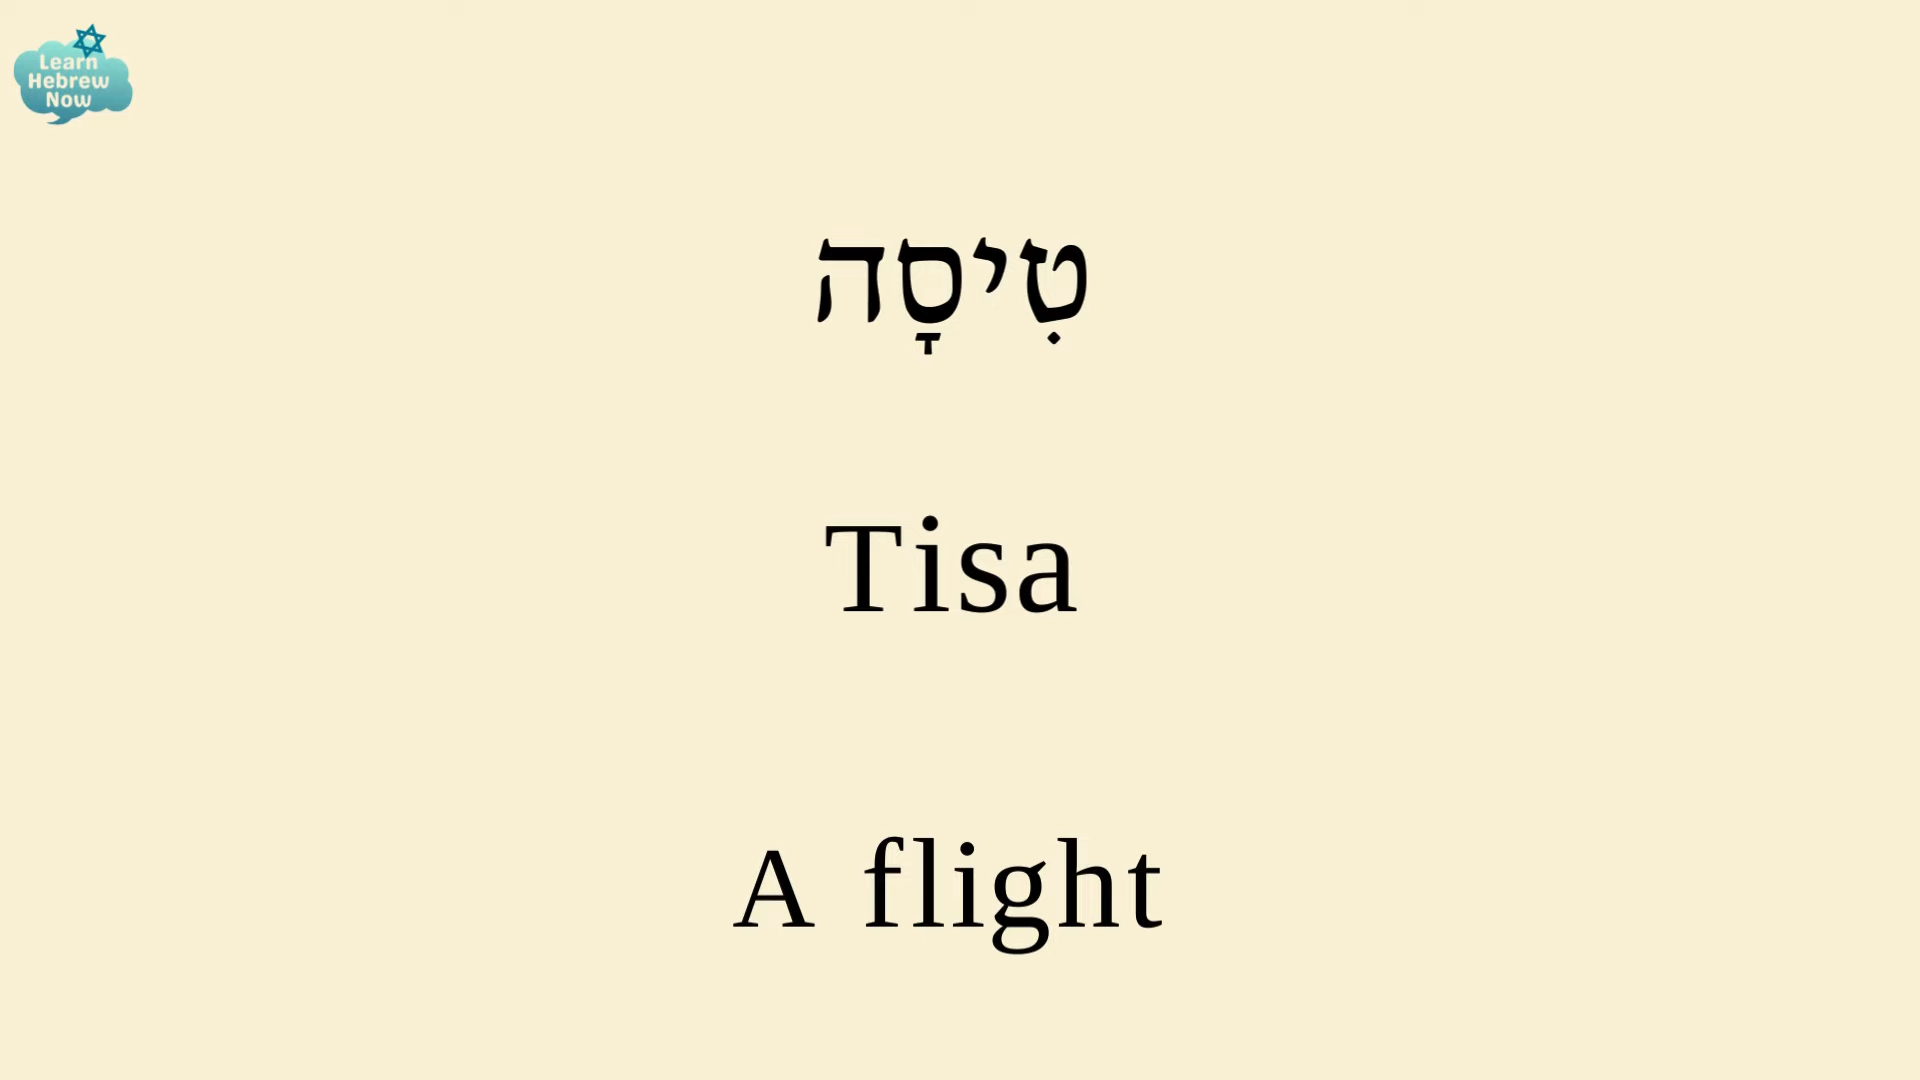 Learn
Hebrew
Now
טִיסָה
Tisa
A flight